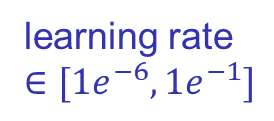 learning rate
∈ [1e⁻⁶, 1e⁻¹]